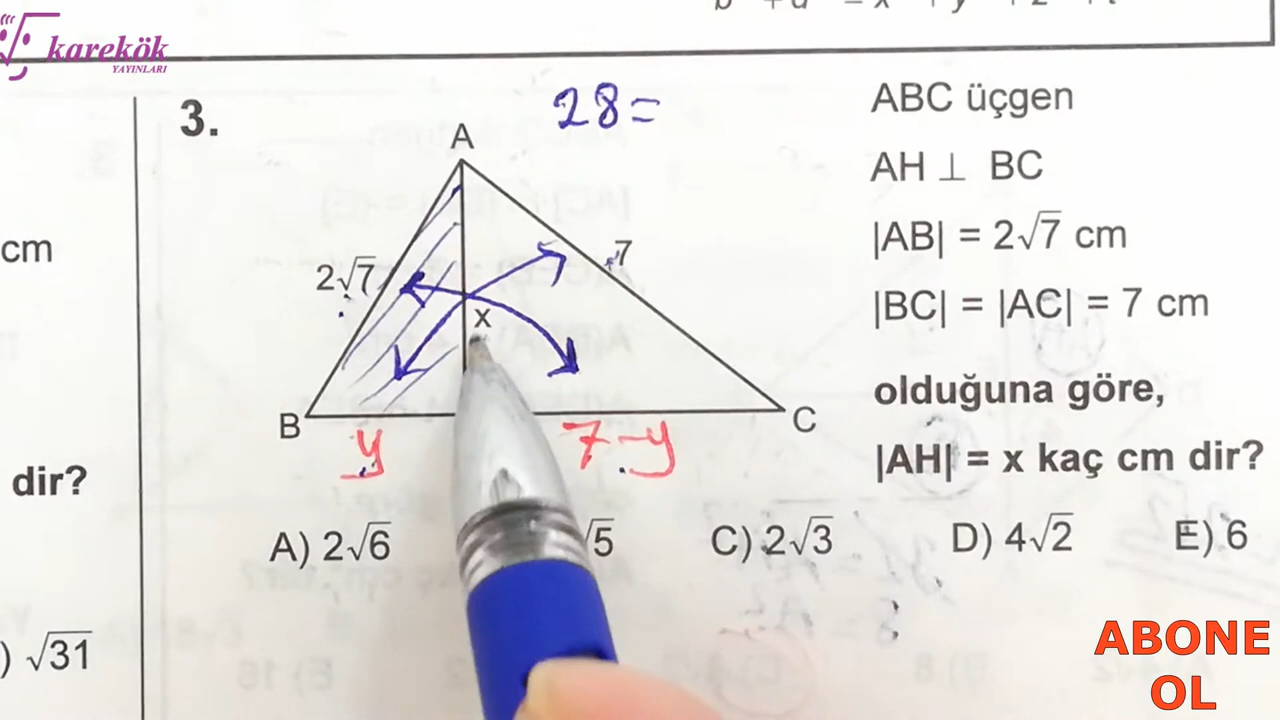 karekök
YAYINLARI
3.
28=
A
2√7
7
x
B
C
y
7-y
ABC üçgen
AH ⊥ BC
|AB| = 2√7 cm
|BC| = |AC| = 7 cm
olduğuna göre,
|AH| = x kaç cm dir?
A) 2√6
√5
C) 2√3
D) 4√2
E) 6
cm
dir?
) √31
ABONE
OL